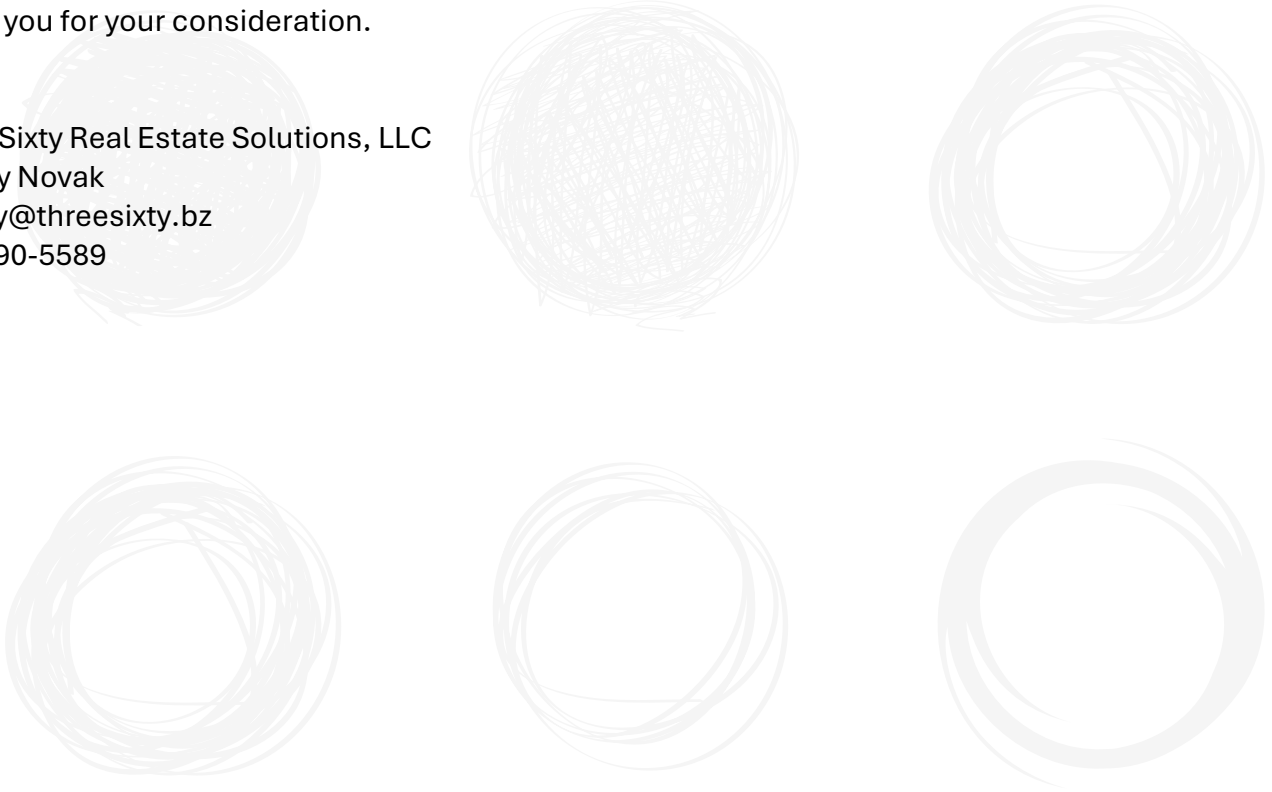 you for your consideration.
Sixty Real Estate Solutions, LLC
y Novak
y@threesixty.bz
90-5589